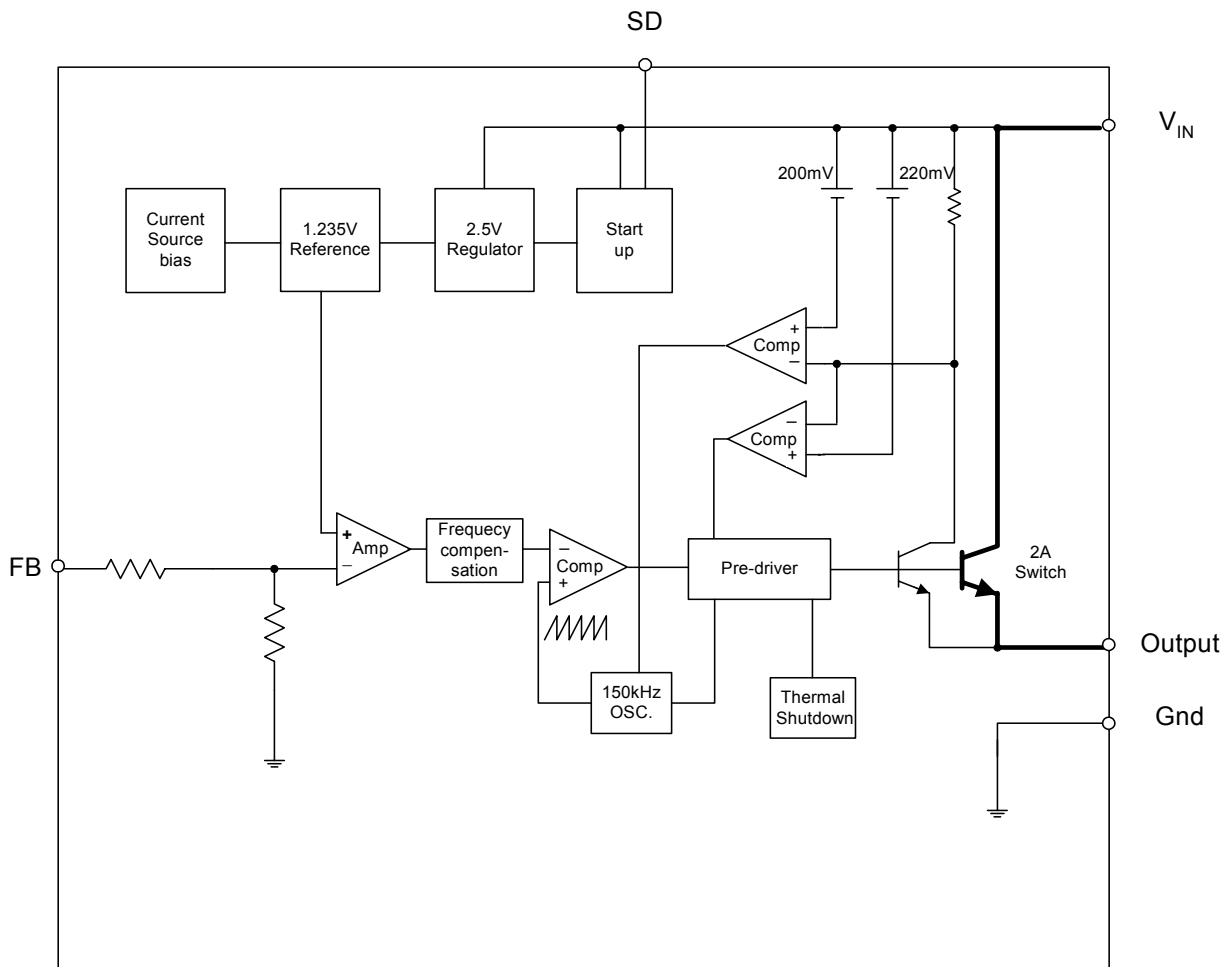 SD
V_IN
200mV
220mV
Current
Source
bias
1.235V
Reference
2.5V
Regulator
Start
up
+
Comp
−
−
Comp
+
FB
+
Amp
−
Frequecy
compen-
sation
−
Comp
+
Pre-driver
2A
Switch
Output
150kHz
OSC.
Thermal
Shutdown
Gnd